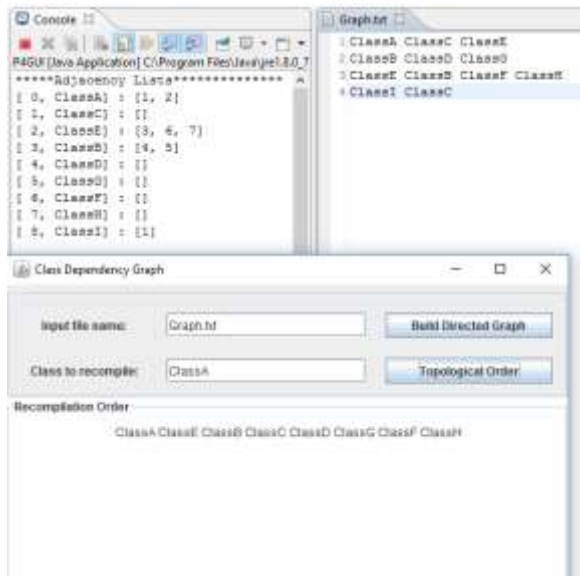 Console
P4GUI [Java Application] C:\Program Files\Java\jre1.8.0_7
*****Adjacency Lists**************
[ 0, ClassA] : [1, 2]
[ 1, ClassC] : []
[ 2, ClassE] : [3, 6, 7]
[ 3, ClassB] : [4, 5]
[ 4, ClassD] : []
[ 5, ClassG] : []
[ 6, ClassF] : []
[ 7, ClassH] : []
[ 8, ClassI] : [1]
Graph.txt
1 ClassA ClassC ClassE
2 ClassB ClassD ClassG
3 ClassE ClassB ClassF ClassH
4 ClassI ClassC
Class Dependency Graph
Input file name: Graph.txt Build Directed Graph
Class to recompile: ClassA Topological Order
Recompilation Order
ClassA ClassE ClassB ClassC ClassD ClassG ClassF ClassH